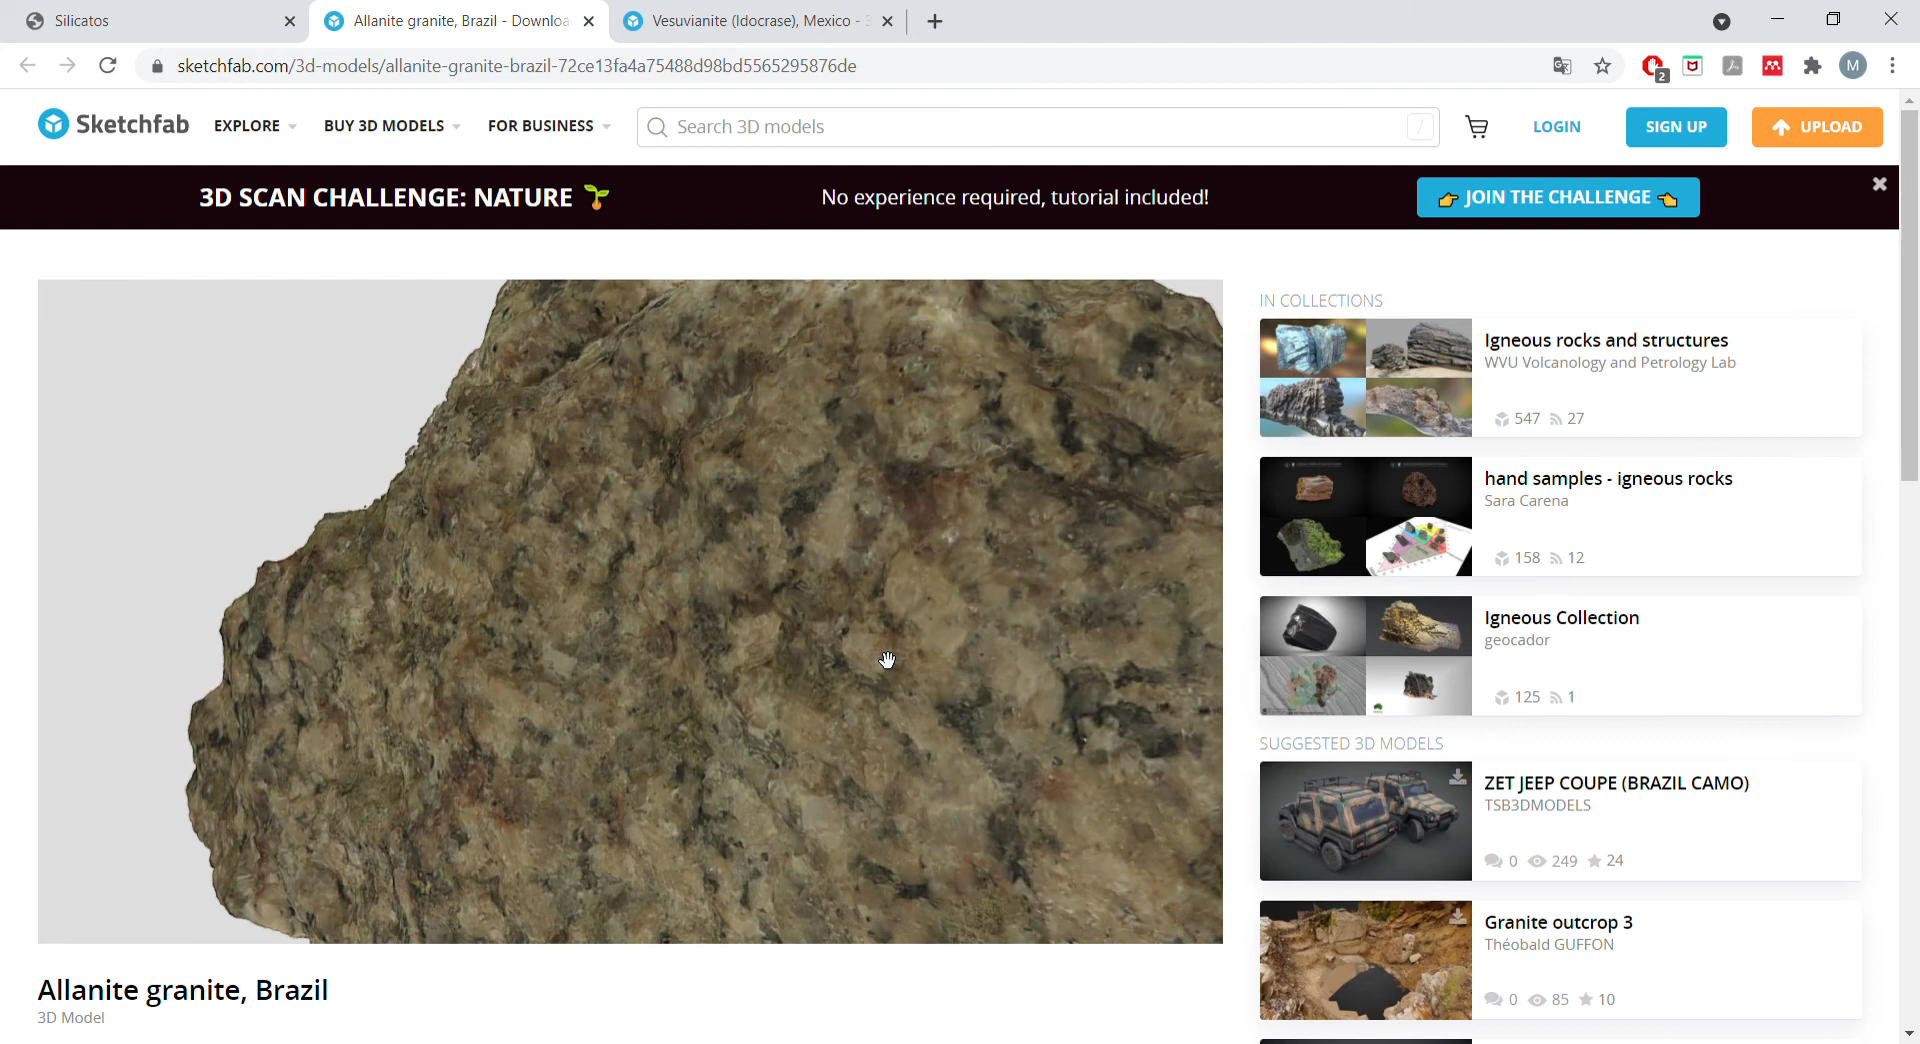 Silicatos
Allanite granite, Brazil - Downloa
Vesuvianite (Idocrase), Mexico - 3
sketchfab.com/3d-models/allanite-granite-brazil-72ce13fa4a75488d98bd5565295876de
2
M
Sketchfab
EXPLORE
BUY 3D MODELS
FOR BUSINESS
Search 3D models
/
LOGIN
SIGN UP
UPLOAD
3D SCAN CHALLENGE: NATURE
No experience required, tutorial included!
JOIN THE CHALLENGE
IN COLLECTIONS
Igneous rocks and structures
WVU Volcanology and Petrology Lab
547 27
hand samples - igneous rocks
Sara Carena
158 12
Igneous Collection
geocador
125 1
SUGGESTED 3D MODELS
ZET JEEP COUPE (BRAZIL CAMO)
TSB3DMODELS
0 249 24
Granite outcrop 3
Théobald GUFFON
0 85 10
Allanite granite, Brazil
3D Model